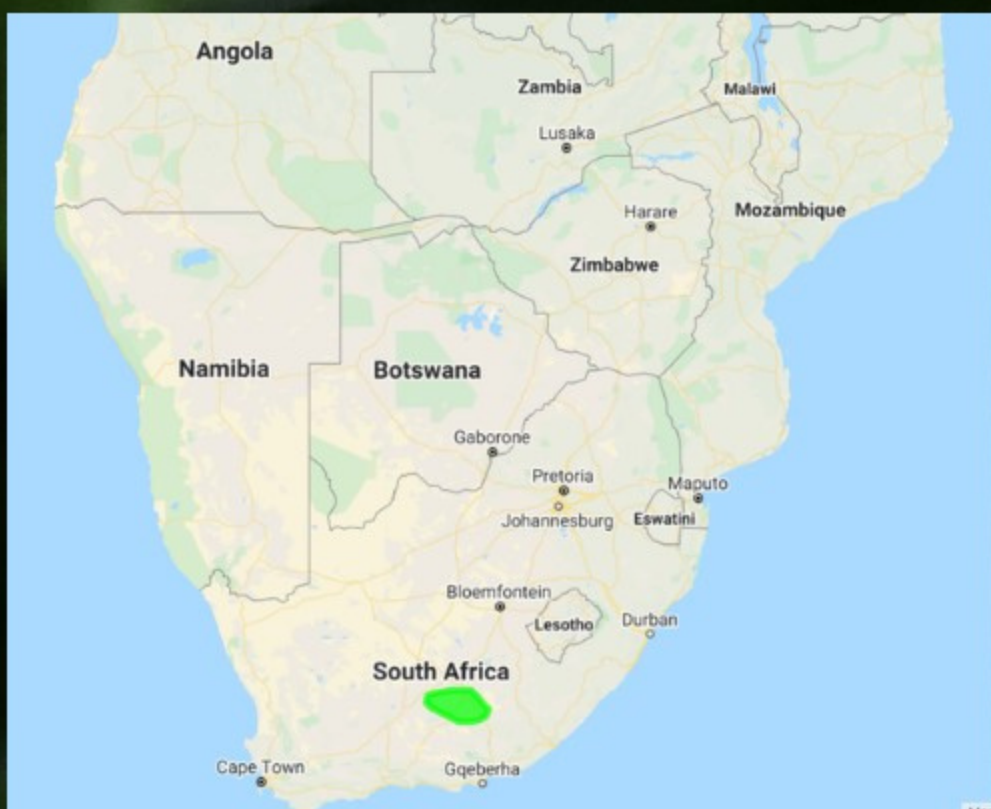 Angola
Zambia
Malawi
Lusaka
Harare
Mozambique
Zimbabwe
Namibia
Botswana
Gaborone
Pretoria
Maputo
Johannesburg
Eswatini
Bloemfontein
Lesotho
Durban
South Africa
Cape Town
Gqeberha